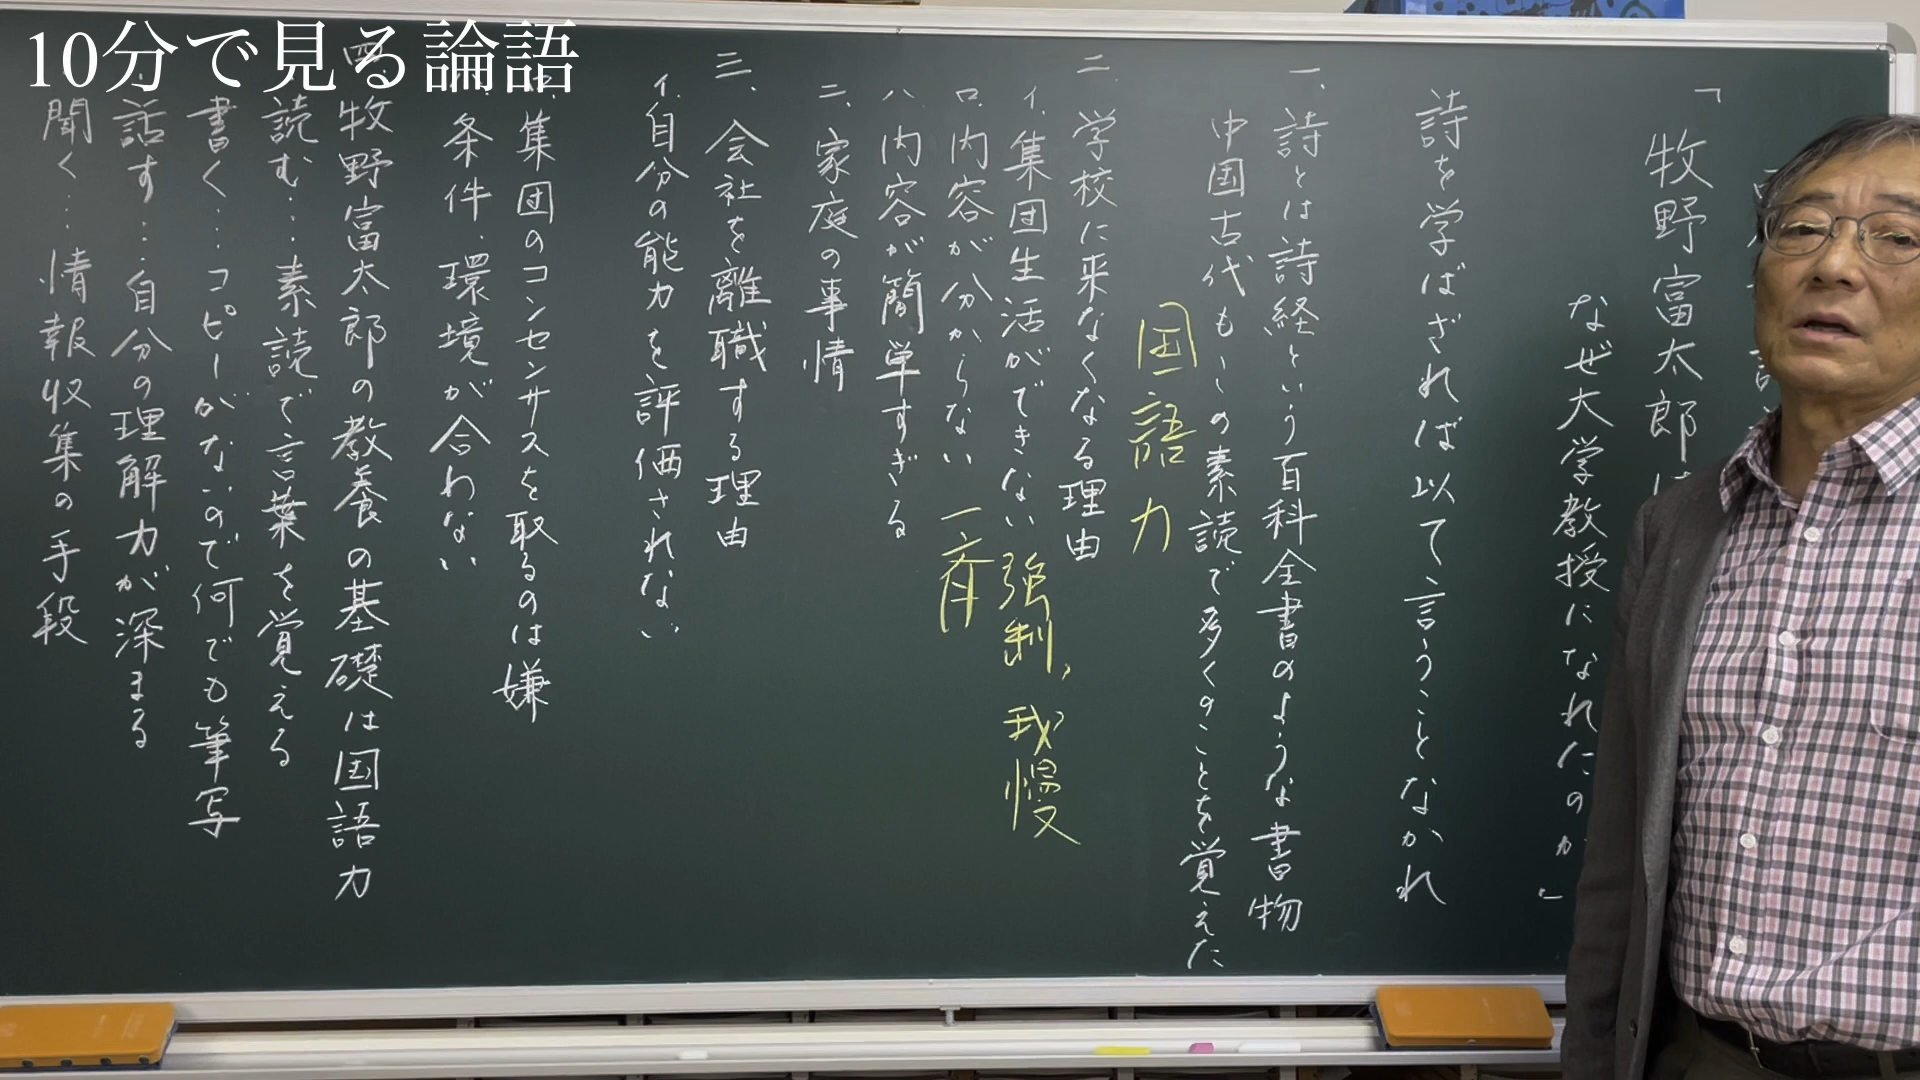 10分で見る論語
「牧野富太郎は
なぜ大学教授になれたのか」
詩を学ばざれば以て言うことなかれ
一、詩とは詩経という百科全書のような書物
中国古代ものの素読で多くのことを覚えた
国語力
二、学校に来なくなる理由
イ.集団生活ができない 強制,我慢
ロ.内容が分からない 一斉
ハ.内容が簡単すぎる
ニ.家庭の事情
三、会社を離職する理由
イ.自分の能力を評価されない
集団のコンセンサスを取るのは嫌
条件.環境が合わない
四 牧野富太郎の教養の基礎は国語力
読む…素読で言葉を覚える
書く…コピーがないので何でも筆写
話す…自分の理解力が深まる
聞く…情報収集の手段